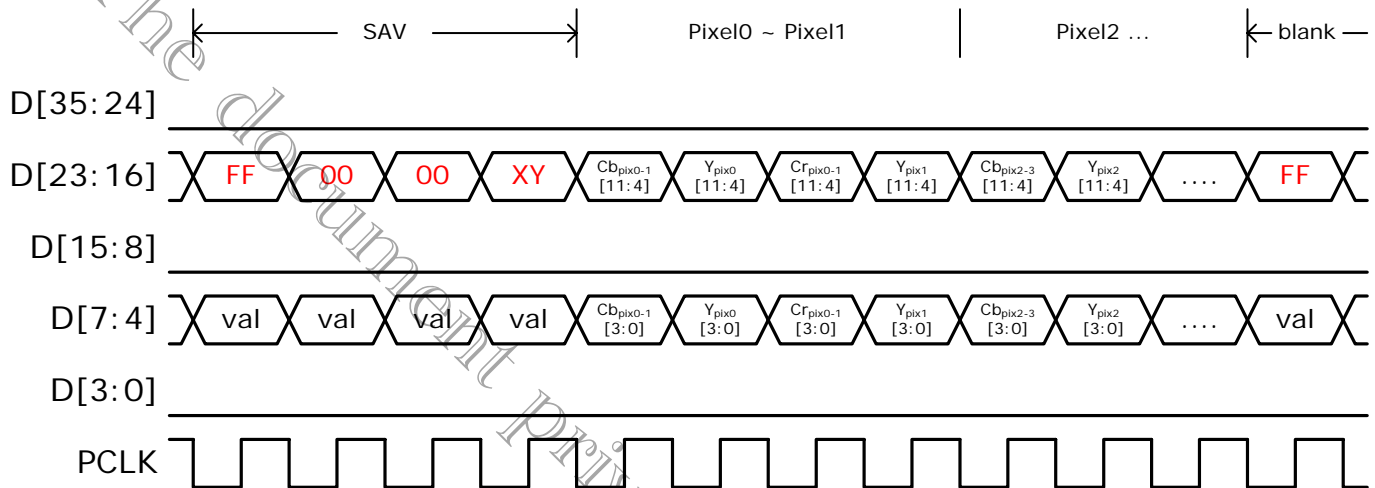 SAV Pixel0 ~ Pixel1 Pixel2 ... blank
D[35:24]
D[23:16] FF 00 00 XY Cbpix0-1 [11:4] Ypix0 [11:4] Crpix0-1 [11:4] Ypix1 [11:4] Cbpix2-3 [11:4] Ypix2 [11:4] .... FF
D[15:8]
D[7:4] val val val val Cbpix0-1 [3:0] Ypix0 [3:0] Crpix0-1 [3:0] Ypix1 [3:0] Cbpix2-3 [3:0] Ypix2 [3:0] .... val
D[3:0]
PCLK
The document